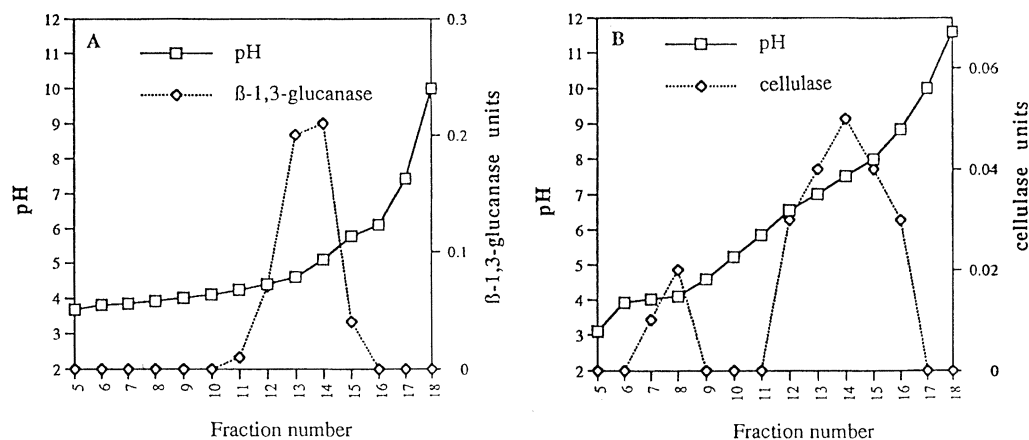 A
pH
ß-1,3-glucanase
12
11
10
9
8
7
6
5
4
3
2
pH
0.3
0.2
0.1
0
ß-1,3-glucanase units
5 6 7 8 9 10 11 12 13 14 15 16 17 18
Fraction number
B
pH
cellulase
12
11
10
9
8
7
6
5
4
3
2
pH
0.06
0.04
0.02
0
cellulase units
5 6 7 8 9 10 11 12 13 14 15 16 17 18
Fraction number